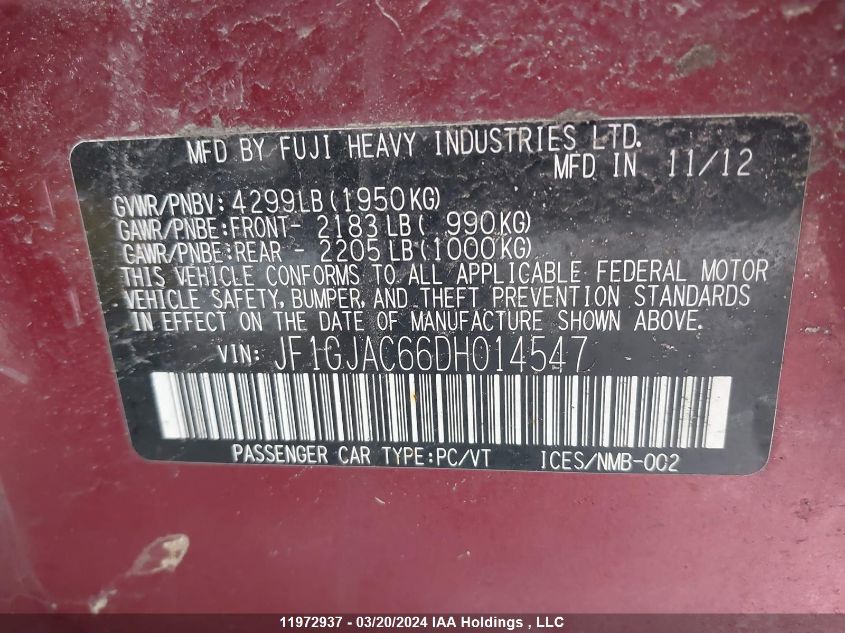 MFD BY FUJI HEAVY INDUSTRIES LTD.
MFD IN 11/12
GVWR/PNBV: 4299LB(1950KG)
GAWR/PNBE:FRONT- 2183LB( 990KG)
GAWR/PNBE:REAR - 2205LB(1000KG)
THIS VEHICLE CONFORMS TO ALL APPLICABLE FEDERAL MOTOR
VEHICLE SAFETY, BUMPER, AND THEFT PREVENTION STANDARDS
IN EFFECT ON THE DATE OF MANUFACTURE SHOWN ABOVE.
VIN: JF1GJAC66DH014547
PASSENGER CAR TYPE:PC/VT ICES/NMB-002
11972937 - 03/20/2024 IAA Holdings , LLC